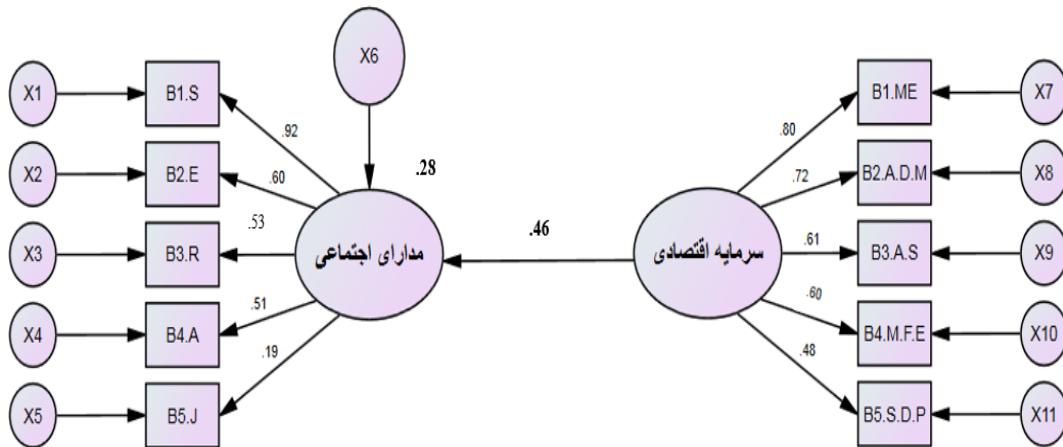 X6
X1
B1.S
.92
X2
B2.E
.60
X3
B3.R
.53
X4
B4.A
.51
X5
B5.J
.19
.28
مدارای اجتماعی
.46
سرمایه اقتصادی
.80
B1.ME
X7
.72
B2.A.D.M
X8
.61
B3.A.S
X9
.60
B4.M.F.E
X10
.48
B5.S.D.P
X11